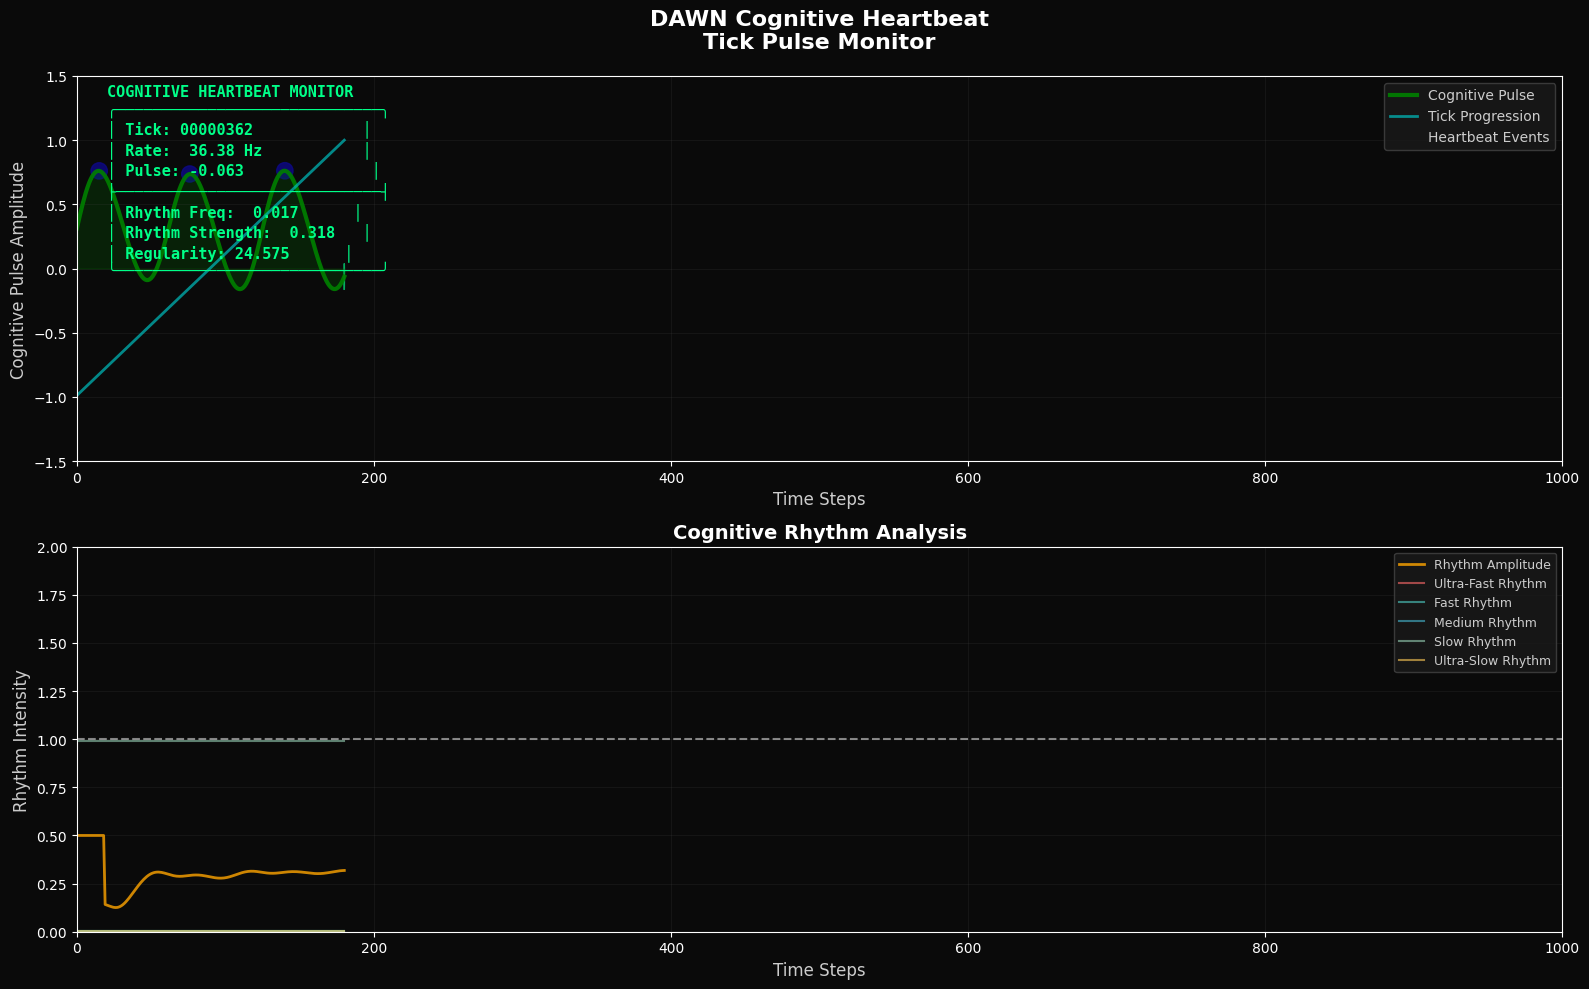 DAWN Cognitive Heartbeat
Tick Pulse Monitor
1.5
1.0
0.5
0.0
−0.5
−1.0
−1.5
Cognitive Pulse Amplitude
COGNITIVE HEARTBEAT MONITOR
Tick: 00000362
Rate:  36.38 Hz
Pulse: -0.063
Rhythm Freq:  0.017
Rhythm Strength:  0.318
Regularity: 24.575
Cognitive Pulse
Tick Progression
Heartbeat Events
0 200 400 600 800 1000
Time Steps
Cognitive Rhythm Analysis
2.00
1.75
1.50
1.25
1.00
0.75
0.50
0.25
0.00
Rhythm Intensity
Rhythm Amplitude
Ultra-Fast Rhythm
Fast Rhythm
Medium Rhythm
Slow Rhythm
Ultra-Slow Rhythm
0 200 400 600 800 1000
Time Steps